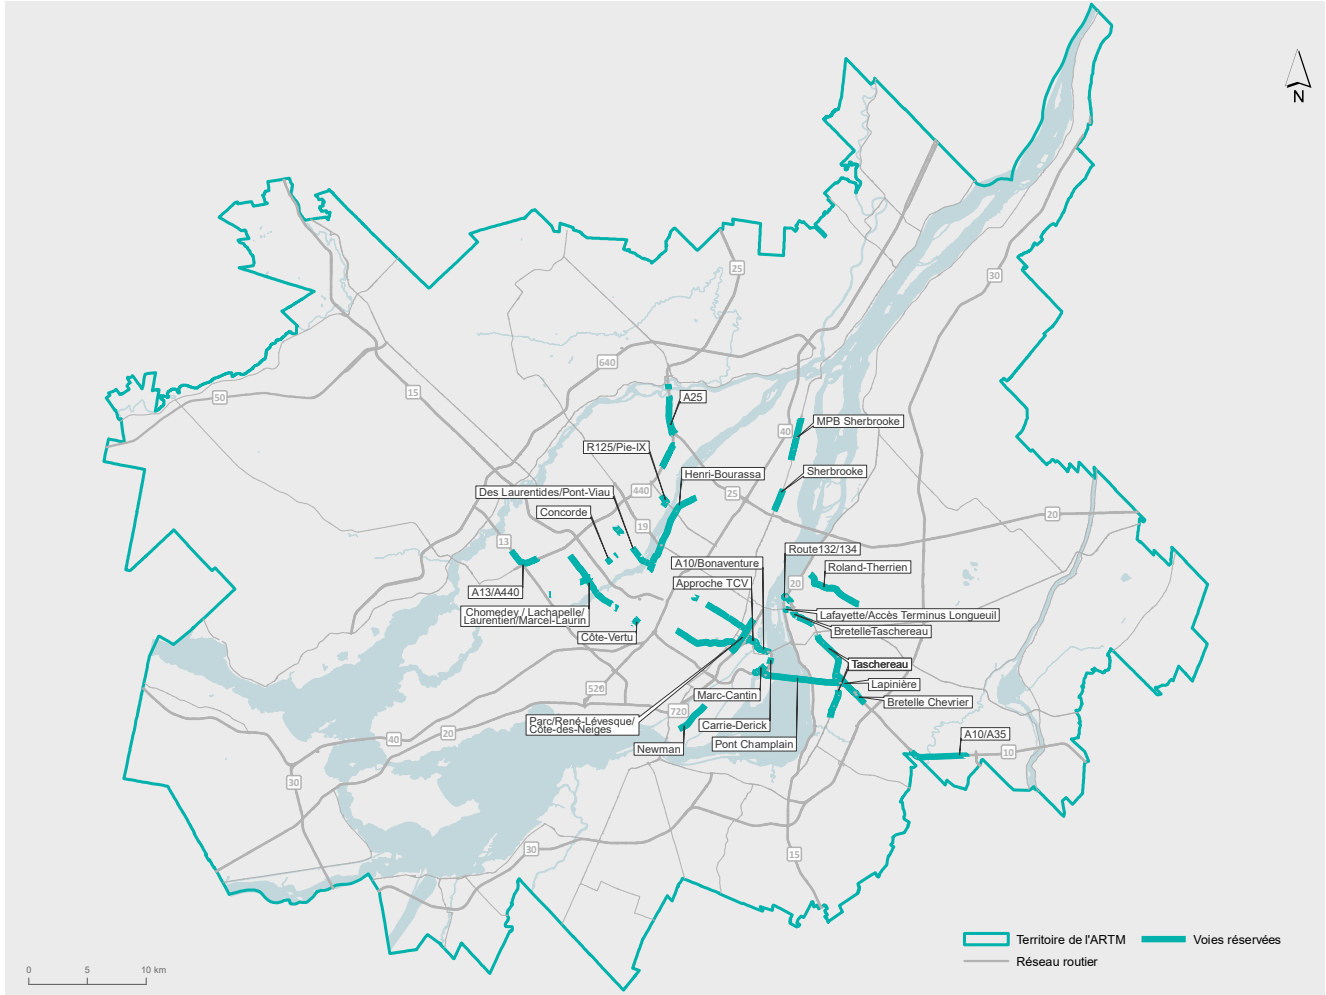 N
25
30
640
15
50
A25
MPB Sherbrooke
40
R125/Pie-IX
Sherbrooke
Henri-Bourassa
440
25
Des Laurentides/Pont-Viau
Concorde
19
20
13
Route132/134
A10/Bonaventure
Roland-Therrien
Approche TCV
20
A13/A440
Chomedey / Lachapelle/
Laurentien/Marcel-Laurin
Lafayette/Accès Terminus Longueuil
BretelleTaschereau
Côte-Vertu
Taschereau
Lapinière
520
Marc-Cantin
Bretelle Chevrier
720
Parc/René-Lévesque/
Côte-des-Neiges
Carrie-Derick
20
40
Newman
Pont Champlain
A10/A35
10
30
30
15
Territoire de l'ARTM
Voies réservées
Réseau routier
0 5 10 km